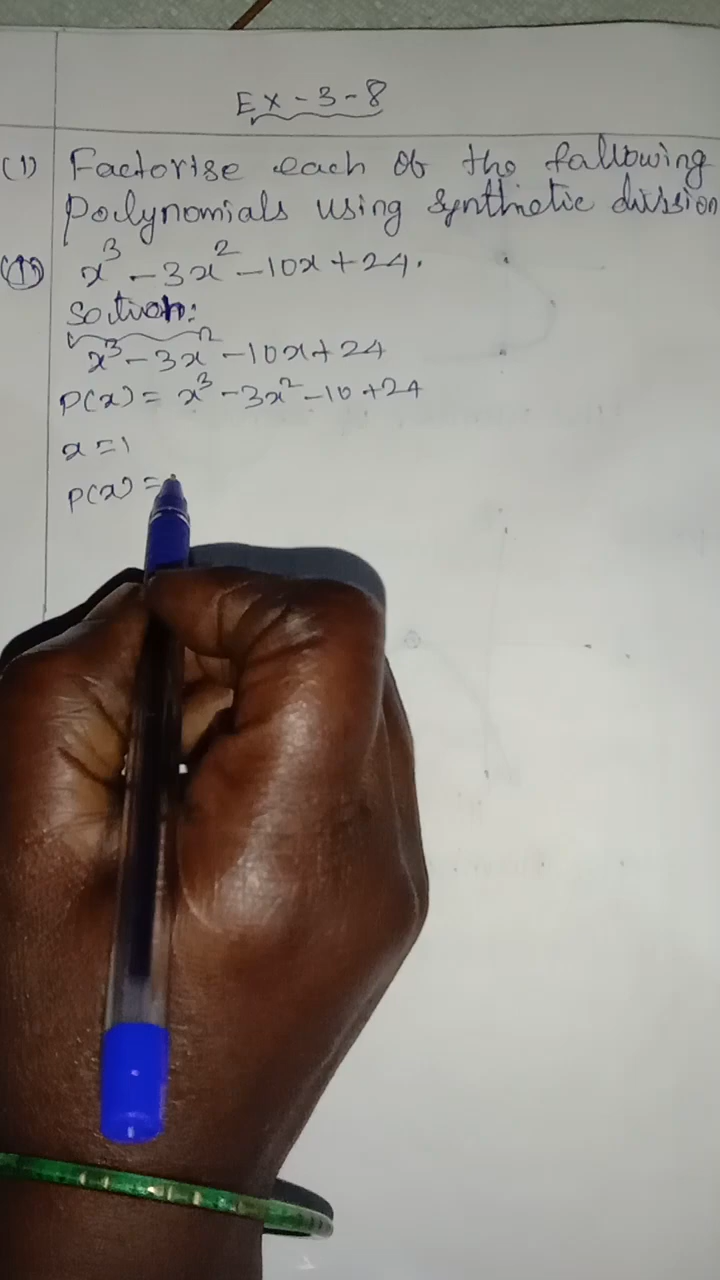 Ex-3-8
(1) Factorise each of the following
Polynomials using Synthetic division
(1) x³-3x²-10x+24.
Solution:
x³-3x²-10x+24
P(x) = x³-3x²-10+24
x=1
P(x) =